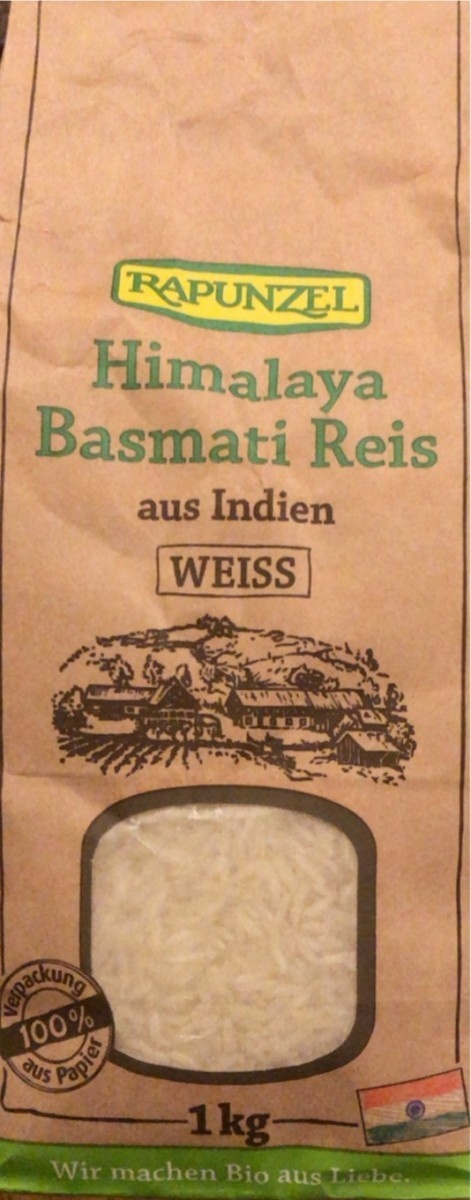 RAPUNZEL
Himalaya
Basmati Reis
aus Indien
WEISS
Verpackung
100%
aus Papier
1 kg
Wir machen Bio aus Liebe.